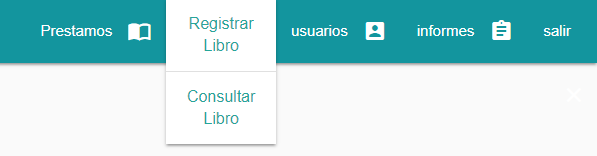 Prestamos
Registrar
Libro
Consultar
Libro
usuarios
informes
salir